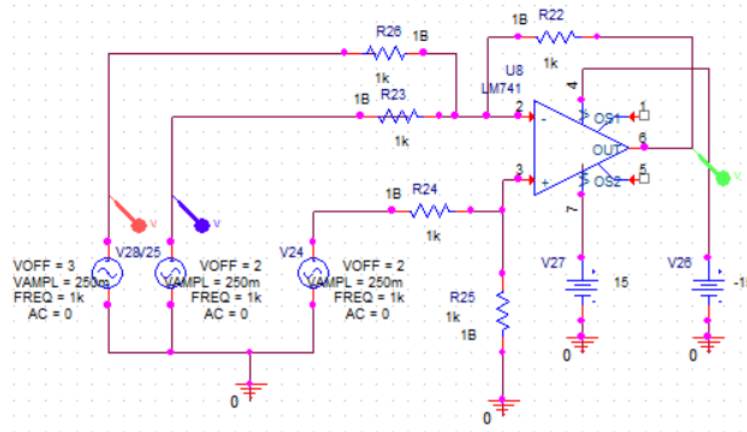 R26
1B
1k
1B
R22
1k
U8
LM741
1B
R23
1k
2
-
4
OS1
1
OUT
6
OS2
5
3
+
7
1B
R24
1k
R25
1k
1B
V28
V25
V24
VOFF = 3
VAMPL = 250m
FREQ = 1k
AC = 0
VOFF = 2
VAMPL = 250m
FREQ = 1k
AC = 0
VOFF = 2
VAMPL = 250m
FREQ = 1k
AC = 0
V27
15
V26
0
0
0
0
V
V